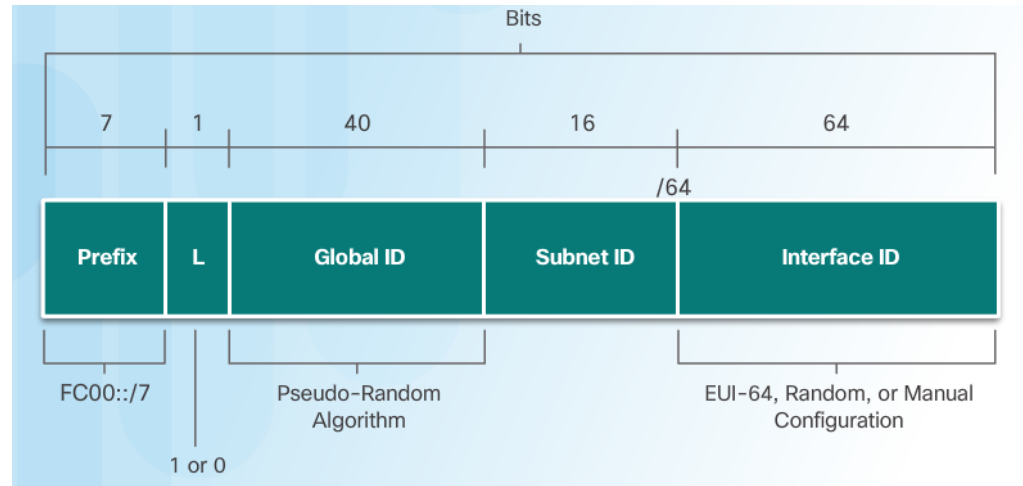 Bits
7 1 40 16 64
/64
Prefix L Global ID Subnet ID Interface ID
FC00::/7
Pseudo-Random
Algorithm
EUI-64, Random, or Manual
Configuration
1 or 0